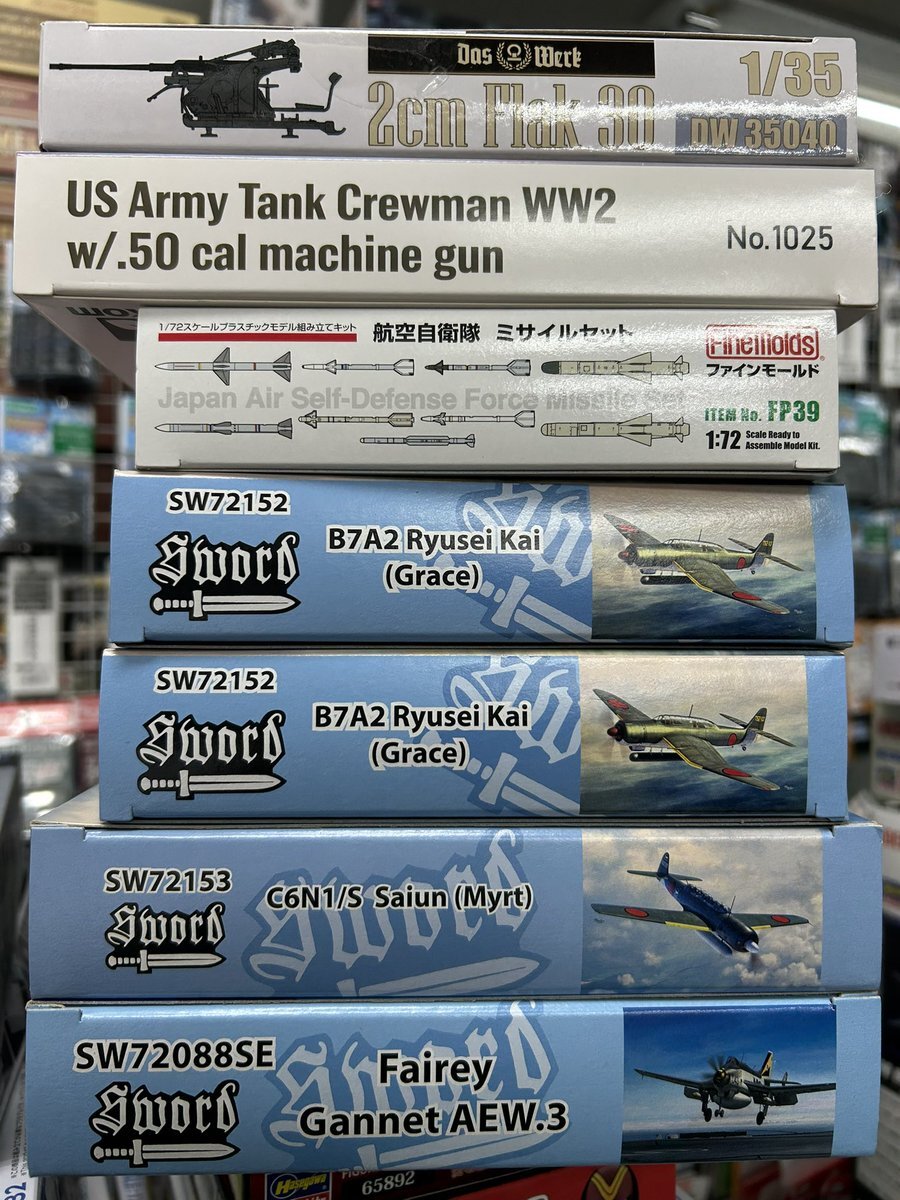 Das Werk
2cm Flak 30
1/35
DW 35040
US Army Tank Crewman WW2
w/.50 cal machine gun
No.1025
1/72スケールプラスチックモデル組み立てキット
航空自衛隊 ミサイルセット
Japan Air Self-Defense Force Missile Set
FineMolds
ファインモールド
ITEM No. FP39
1:72 Scale Ready to
Assemble Model Kit.
SW72152
Sword
B7A2 Ryusei Kai
(Grace)
SW72152
Sword
B7A2 Ryusei Kai
(Grace)
SW72153
Sword
C6N1/S Saiun (Myrt)
Sword
SW72088SE
Sword
Fairey
Gannet AEW.3
Sword
Hasegawa
65892